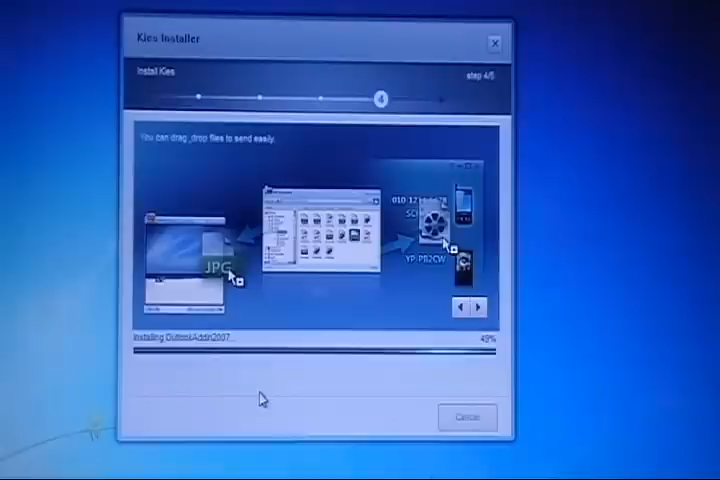 Kies Installer
Install Kies
step 4/5
4
You can drag_drop files to send easily.
JPG
YP-PB2CW
Installing OutlookAddin2007...
49%
Cancel